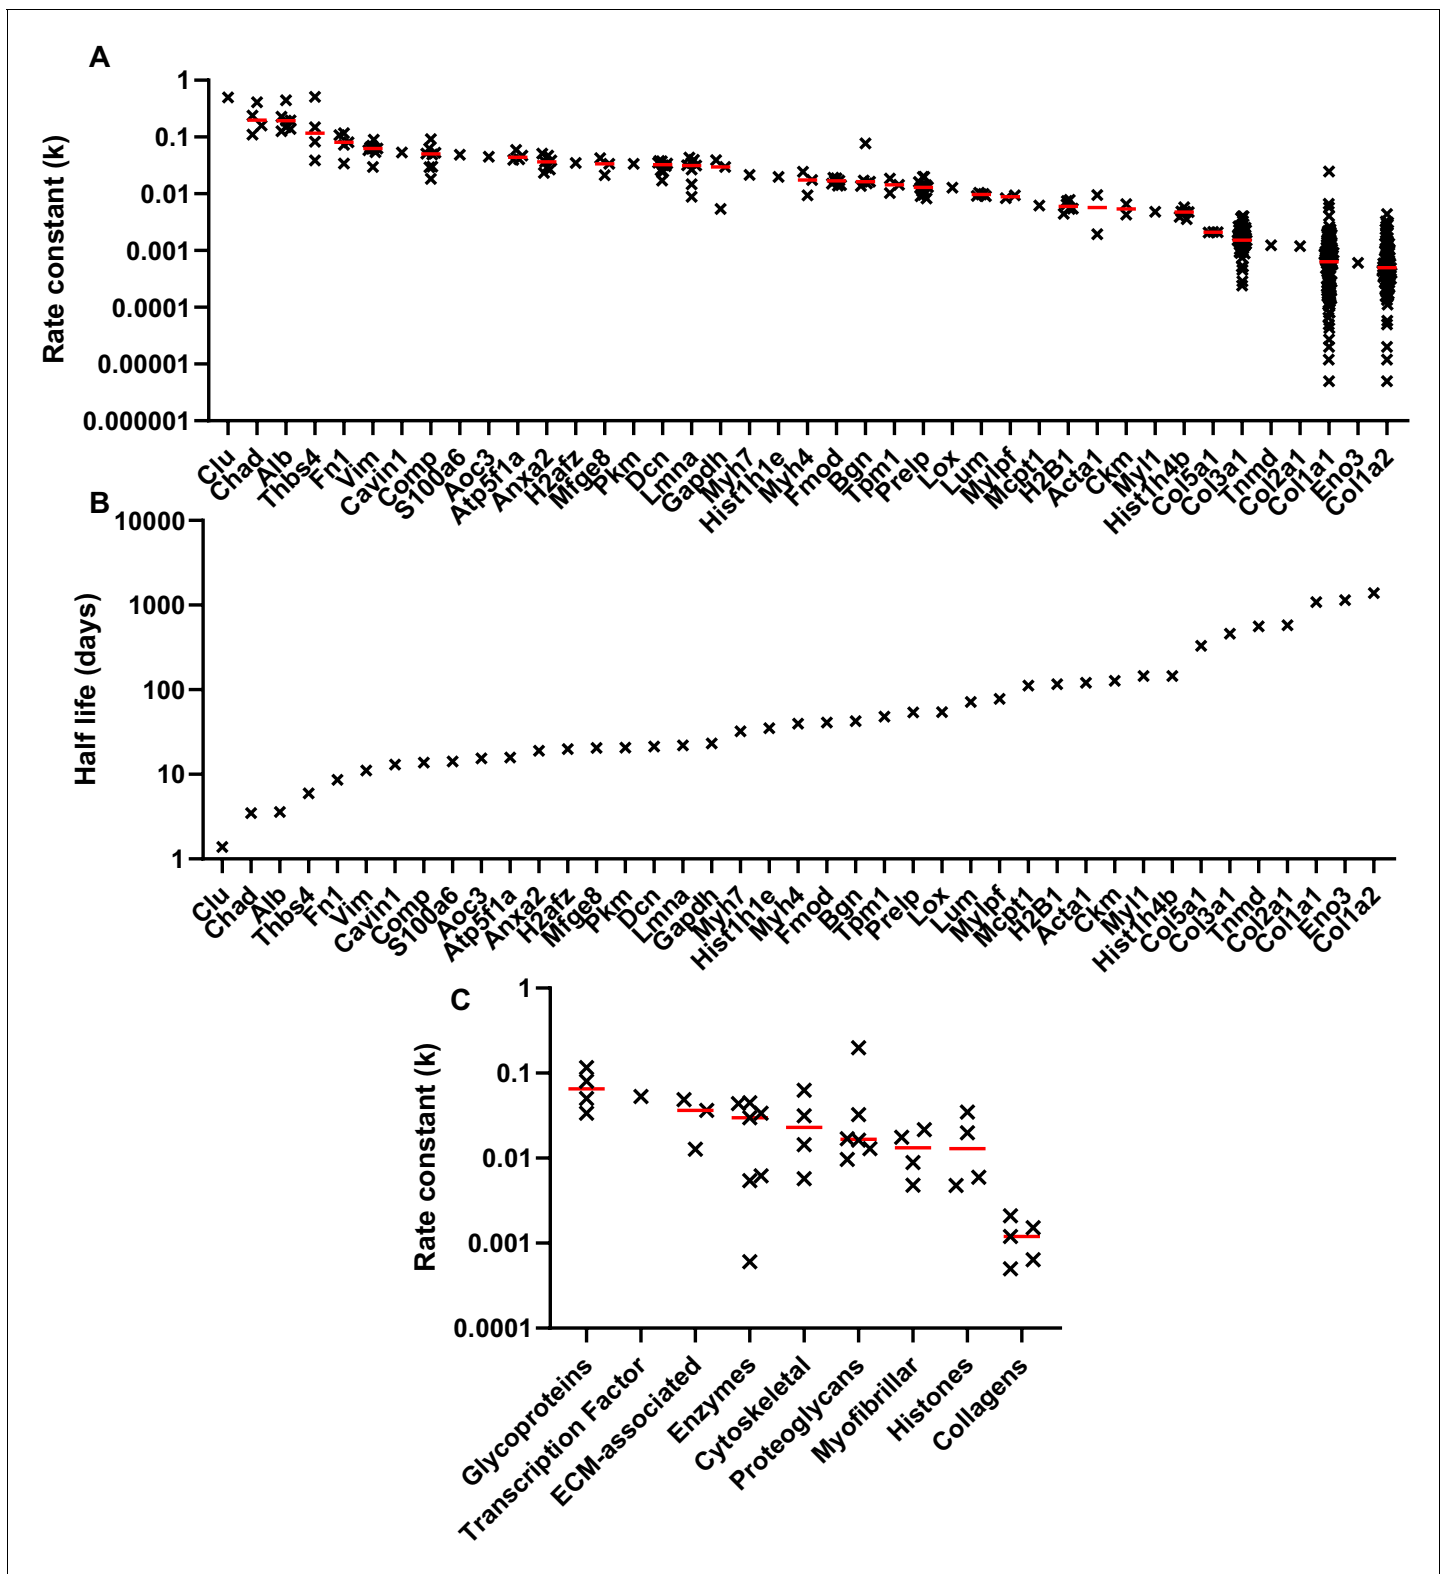 A
Rate constant (k)
1
0.1
0.01
0.001
0.0001
0.00001
0.000001
Clu
Chad
Alb
Thbs4
Fn1
Vim
Cavin1
Comp
S100a6
Aoc3
Atp5f1a
Anxa2
H2afz
Mfge8
Pkm
Dcn
Lmna
Gapdh
Myh7
Hist1h1e
Myh4
Fmod
Bgn
Tpm1
Prelp
Lox
Lum
Mylpf
Mcpt1
H2B1
Acta1
Ckm
Myl1
Hist1h4b
Col5a1
Col3a1
Tnmd
Col2a1
Col1a1
Eno3
Col1a2
B
Half life (days)
10000
1000
100
10
1
Clu
Chad
Alb
Thbs4
Fn1
Vim
Cavin1
Comp
S100a6
Aoc3
Atp5f1a
Anxa2
H2afz
Mfge8
Pkm
Dcn
Lmna
Gapdh
Myh7
Hist1h1e
Myh4
Fmod
Bgn
Tpm1
Prelp
Lox
Lum
Mylpf
Mcpt1
H2B1
Acta1
Ckm
Myl1
Hist1h4b
Col5a1
Col3a1
Tnmd
Col2a1
Col1a1
Eno3
Col1a2
C
Rate constant (k)
1
0.1
0.01
0.001
0.0001
Glycoproteins
Transcription Factor
ECM-associated
Enzymes
Cytoskeletal
Proteoglycans
Myofibrillar
Histones
Collagens